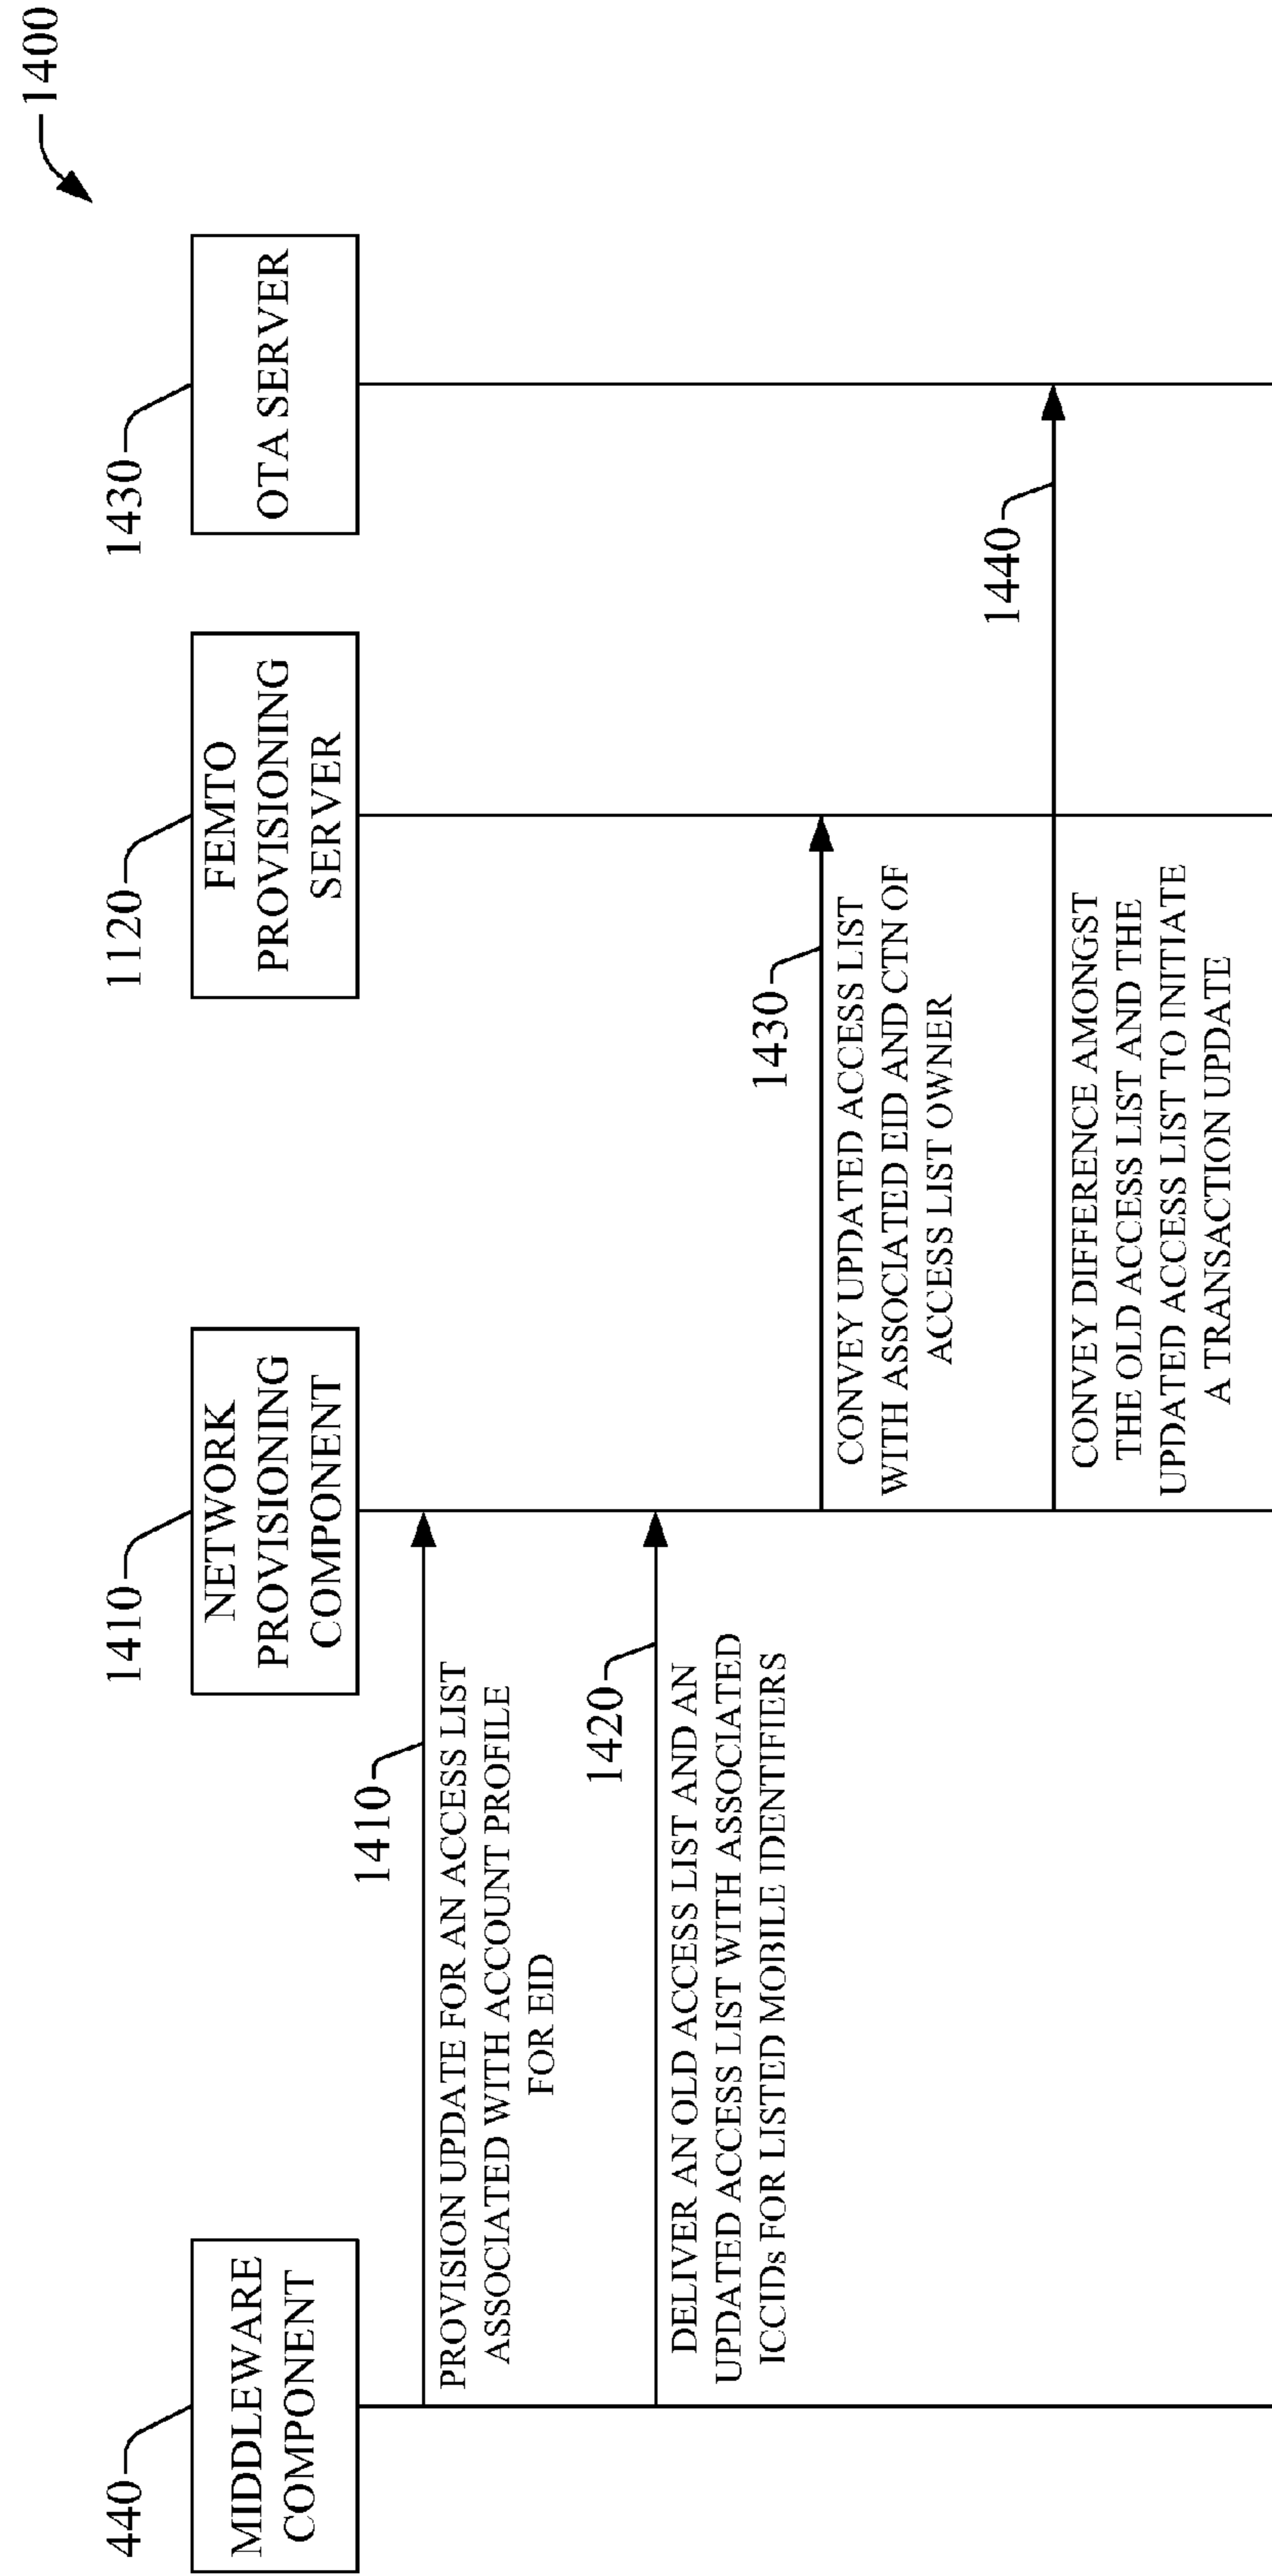 1400
440
MIDDLEWARE
COMPONENT
1410
NETWORK
PROVISIONING
COMPONENT
1120
FEMTO
PROVISIONING
SERVER
1430
OTA SERVER
1410
PROVISION UPDATE FOR AN ACCESS LIST
ASSOCIATED WITH ACCOUNT PROFILE
FOR EID
1420
DELIVER AN OLD ACCESS LIST AND AN
UPDATED ACCESS LIST WITH ASSOCIATED
ICCIDs FOR LISTED MOBILE IDENTIFIERS
1430
CONVEY UPDATED ACCESS LIST
WITH ASSOCIATED EID AND CTN OF
ACCESS LIST OWNER
1440
CONVEY DIFFERENCE AMONGST
THE OLD ACCESS LIST AND THE
UPDATED ACCESS LIST TO INITIATE
A TRANSACTION UPDATE